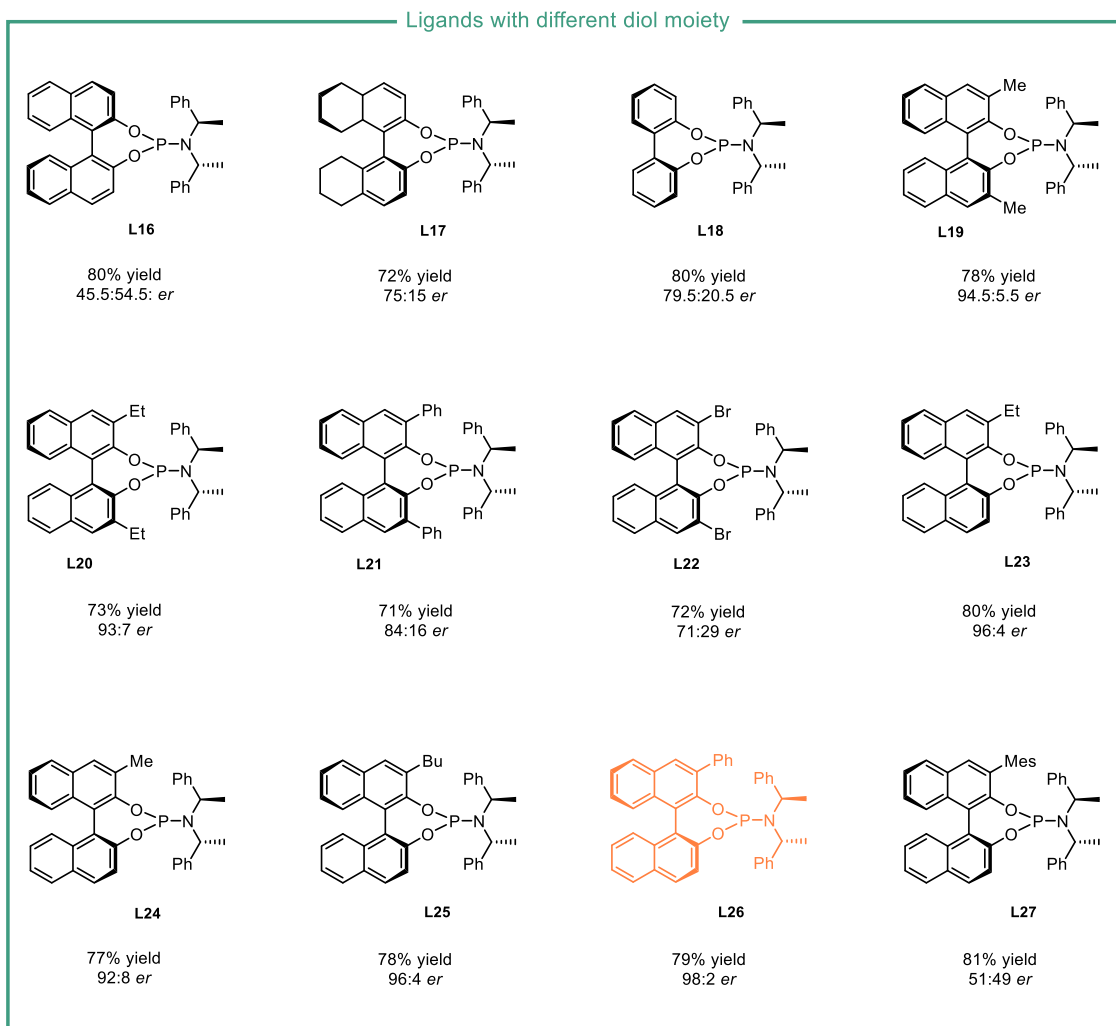 Ligands with different diol moiety
Ph
O
P
N
O
Ph
L16
80% yield
45.5:54.5: er
Ph
O
P
N
O
Ph
L17
72% yield
75:15 er
Ph
O
P
N
O
Ph
L18
80% yield
79.5:20.5 er
Me
Ph
O
P
N
O
Me
Ph
L19
78% yield
94.5:5.5 er
Et
Ph
O
P
N
O
Ph
Et
L20
73% yield
93:7 er
Ph
Ph
O
P
N
O
Ph
Ph
L21
71% yield
84:16 er
Br
Ph
O
P
N
O
Br
Ph
L22
72% yield
71:29 er
Et
Ph
O
P
N
O
Ph
L23
80% yield
96:4 er
Me
Ph
O
P
N
O
Ph
L24
77% yield
92:8 er
Bu
Ph
O
P
N
O
Ph
L25
78% yield
96:4 er
Ph
Ph
O
P
N
O
Ph
L26
79% yield
98:2 er
Mes
Ph
O
P
N
O
Ph
L27
81% yield
51:49 er